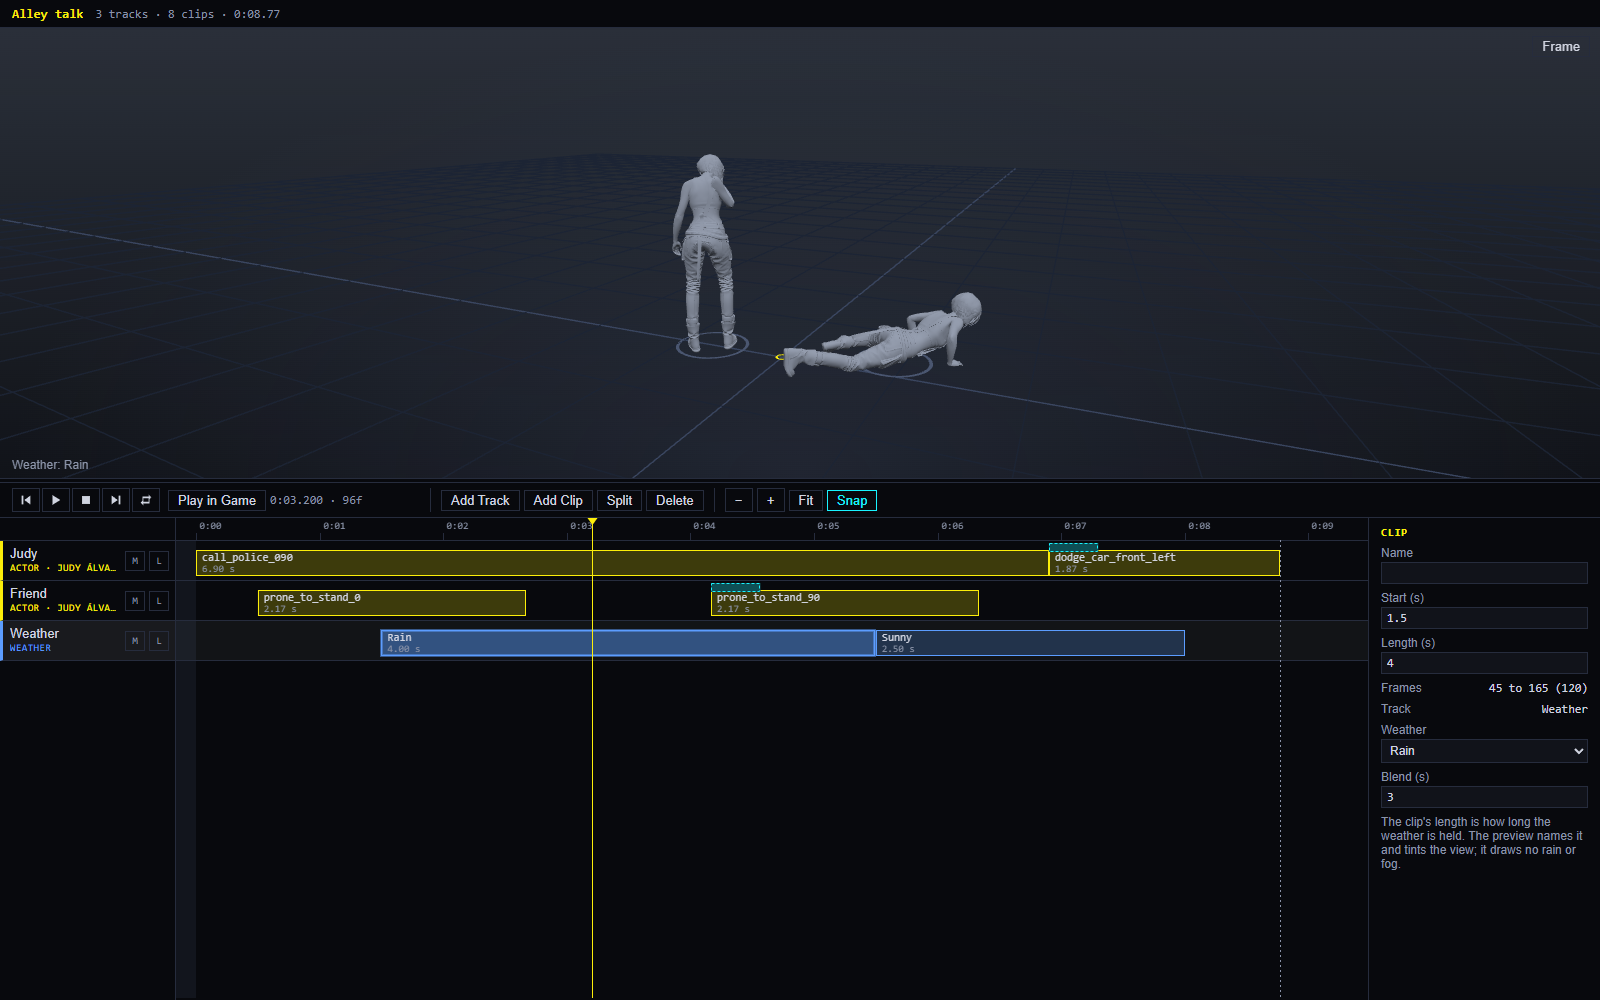 Alley talk 3 tracks · 8 clips · 0:08.77
Frame
Weather: Rain
Play in Game 0:03.200 · 96f Add Track Add Clip Split Delete − + Fit Snap
0:00 0:01 0:02 0:03 0:04 0:05 0:06 0:07 0:08 0:09
Judy
ACTOR · JUDY ÁLVA…
M L
call_police_090
6.90 s
dodge_car_front_left
1.87 s
Friend
ACTOR · JUDY ÁLVA…
M L
prone_to_stand_0
2.17 s
prone_to_stand_90
2.17 s
Weather
WEATHER
M L
Rain
4.00 s
Sunny
2.50 s
CLIP
Name
Start (s)
1.5
Length (s)
4
Frames 45 to 165 (120)
Track Weather
Weather
Rain
Blend (s)
3
The clip's length is how long the
weather is held. The preview names it
and tints the view; it draws no rain or
fog.